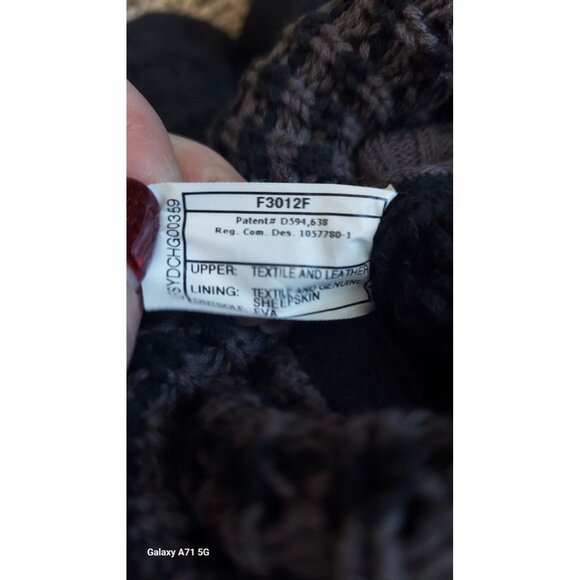 F3012F
Patent# D594,638
Reg. Com. Des. 1057780-1
UPPER: TEXTILE AND LEATHER
LINING: TEXTILE AND GENUINE
SHEEPSKIN
EVA
SYDCHG00369
Galaxy A71 5G